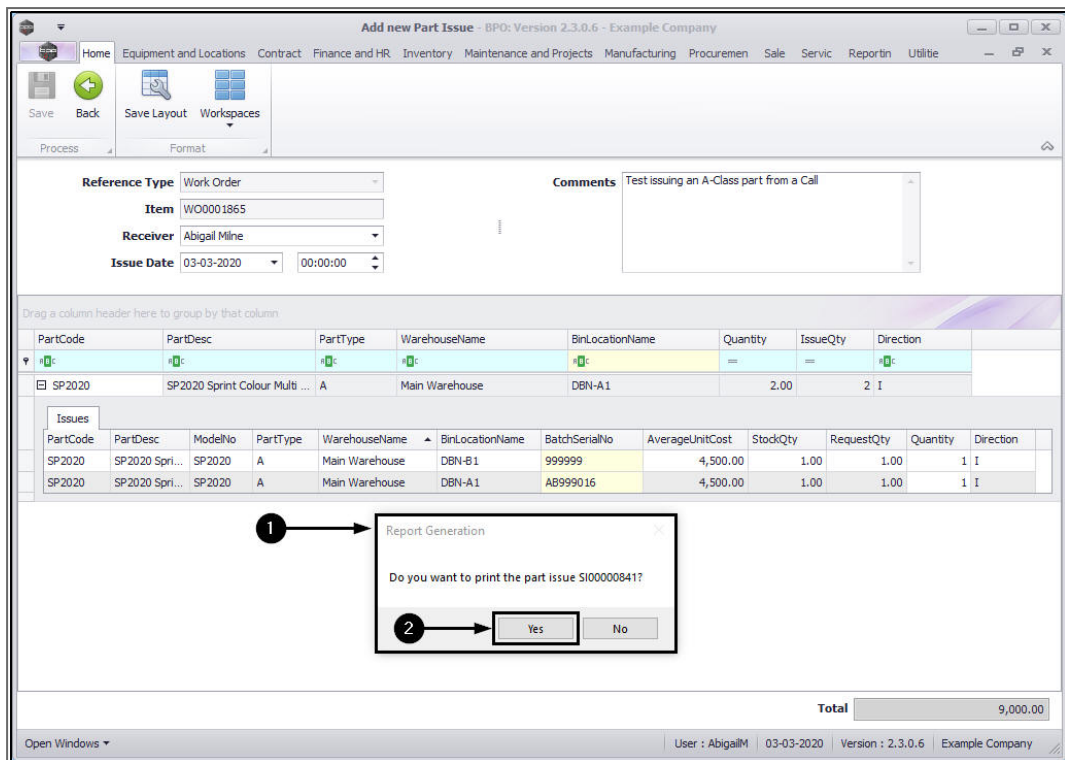 Add new Part Issue - BPO: Version 2.3.0.6 - Example Company
Home Equipment and Locations Contract Finance and HR Inventory Maintenance and Projects Manufacturing Procuremen Sale Servic Reportin Utilitie
Save Back Save Layout Workspaces
Process Format
Reference Type Work Order
Comments Test issuing an A-Class part from a Call
Item WO0001865
Receiver Abigail Milne
Issue Date 03-03-2020 00:00:00
Drag a column header here to group by that column
PartCode PartDesc PartType WarehouseName BinLocationName Quantity IssueQty Direction
SP2020 SP2020 Sprint Colour Multi ... A Main Warehouse DBN-A1 2.00 2 I
Issues
PartCode PartDesc ModelNo PartType WarehouseName BinLocationName BatchSerialNo AverageUnitCost StockQty RequestQty Quantity Direction
SP2020 SP2020 Spri... SP2020 A Main Warehouse DBN-B1 999999 4,500.00 1.00 1.00 1 I
SP2020 SP2020 Spri... SP2020 A Main Warehouse DBN-A1 AB999016 4,500.00 1.00 1.00 1 I
1 Report Generation
Do you want to print the part issue SI00000841?
2 Yes No
Total 9,000.00
Open Windows User : AbigailM 03-03-2020 Version : 2.3.0.6 Example Company